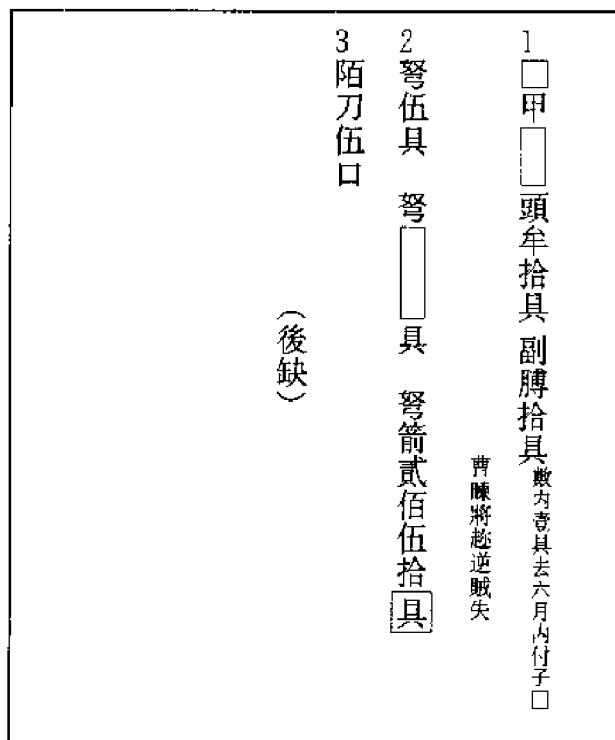 1 □甲□頭牟拾具 副膊拾具 數內壹具去六月內付子□
曹暕將趂逆賊失
2 弩伍具 弩□具 弩箭貳佰伍拾具
3 陌刀伍口
(後缺)